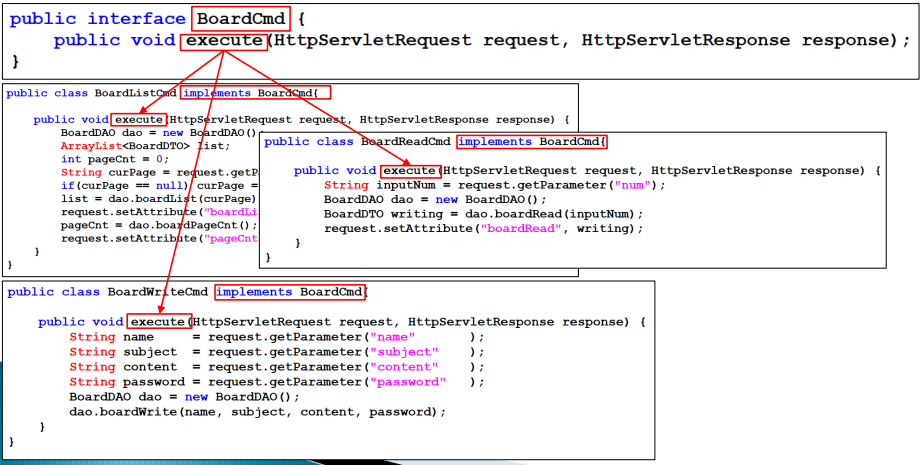 public interface BoardCmd {
    public void execute(HttpServletRequest request, HttpServletResponse response);
}
public class BoardListCmd implements BoardCmd{
    public void execute(HttpServletRequest request, HttpServletResponse response) {
        BoardDAO dao = new BoardDAO()
        ArrayList<BoardDTO> list;
        int pageCnt = 0;
        String curPage = request.getP
        if(curPage == null) curPage =
        list = dao.boardList(curPage)
        request.setAttribute("boardLi
        pageCnt = dao.boardPageCnt();
        request.setAttribute("pageCnt
    }
}
public class BoardReadCmd implements BoardCmd{
    public void execute(HttpServletRequest request, HttpServletResponse response) {
        String inputNum = request.getParameter("num");
        BoardDAO dao = new BoardDAO();
        BoardDTO writing = dao.boardRead(inputNum);
        request.setAttribute("boardRead", writing);
    }
}
public class BoardWriteCmd implements BoardCmd{
    public void execute(HttpServletRequest request, HttpServletResponse response) {
        String name     = request.getParameter("name"     );
        String subject  = request.getParameter("subject"  );
        String content  = request.getParameter("content"  );
        String password = request.getParameter("password" );
        BoardDAO dao = new BoardDAO();
        dao.boardWrite(name, subject, content, password);
    }
}